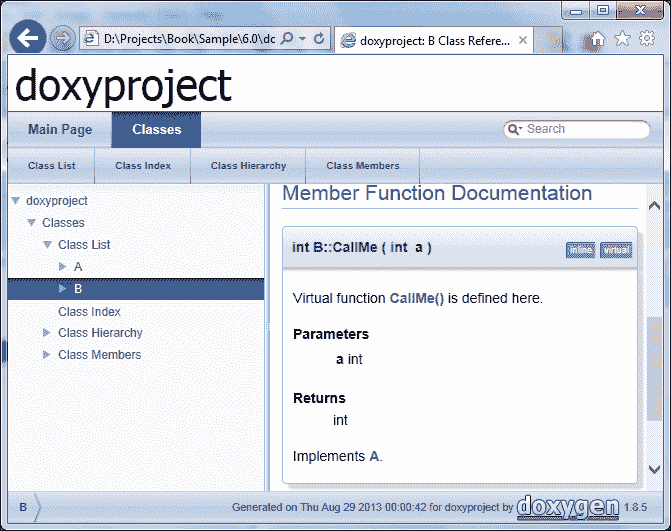 D:\Projects\Book\Sample\6.0\dc
doxyproject: B Class Refere...
doxyproject
Main Page
Classes
Search
Class List
Class Index
Class Hierarchy
Class Members
doxyproject
Classes
Class List
A
B
Class Index
Class Hierarchy
Class Members
Member Function Documentation
int B::CallMe ( int a )
inline
virtual
Virtual function CallMe() is defined here.
Parameters
a int
Returns
int
Implements A.
B
Generated on Thu Aug 29 2013 00:00:42 for doxyproject by doxygen 1.8.5